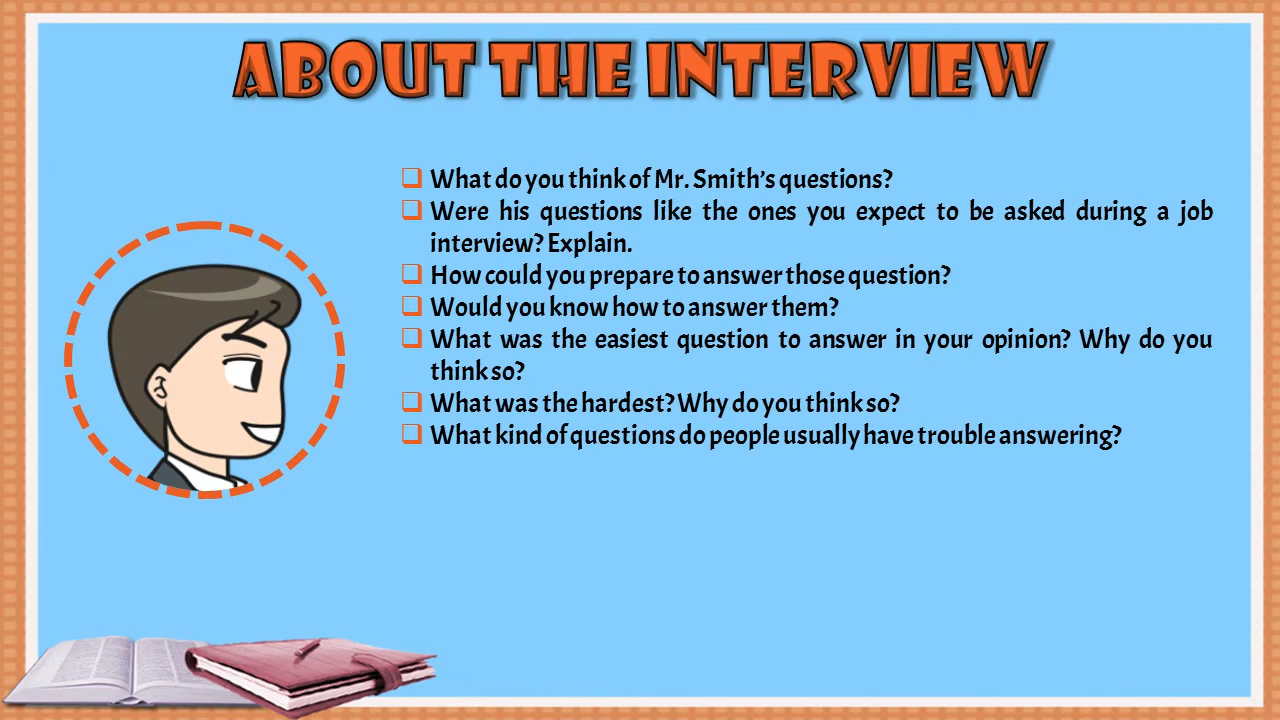 ABOUT THE INTERVIEW
What do you think of Mr. Smith's questions?
Were his questions like the ones you expect to be asked during a job
interview? Explain.
How could you prepare to answer those question?
Would you know how to answer them?
What was the easiest question to answer in your opinion? Why do you
think so?
What was the hardest? Why do you think so?
What kind of questions do people usually have trouble answering?